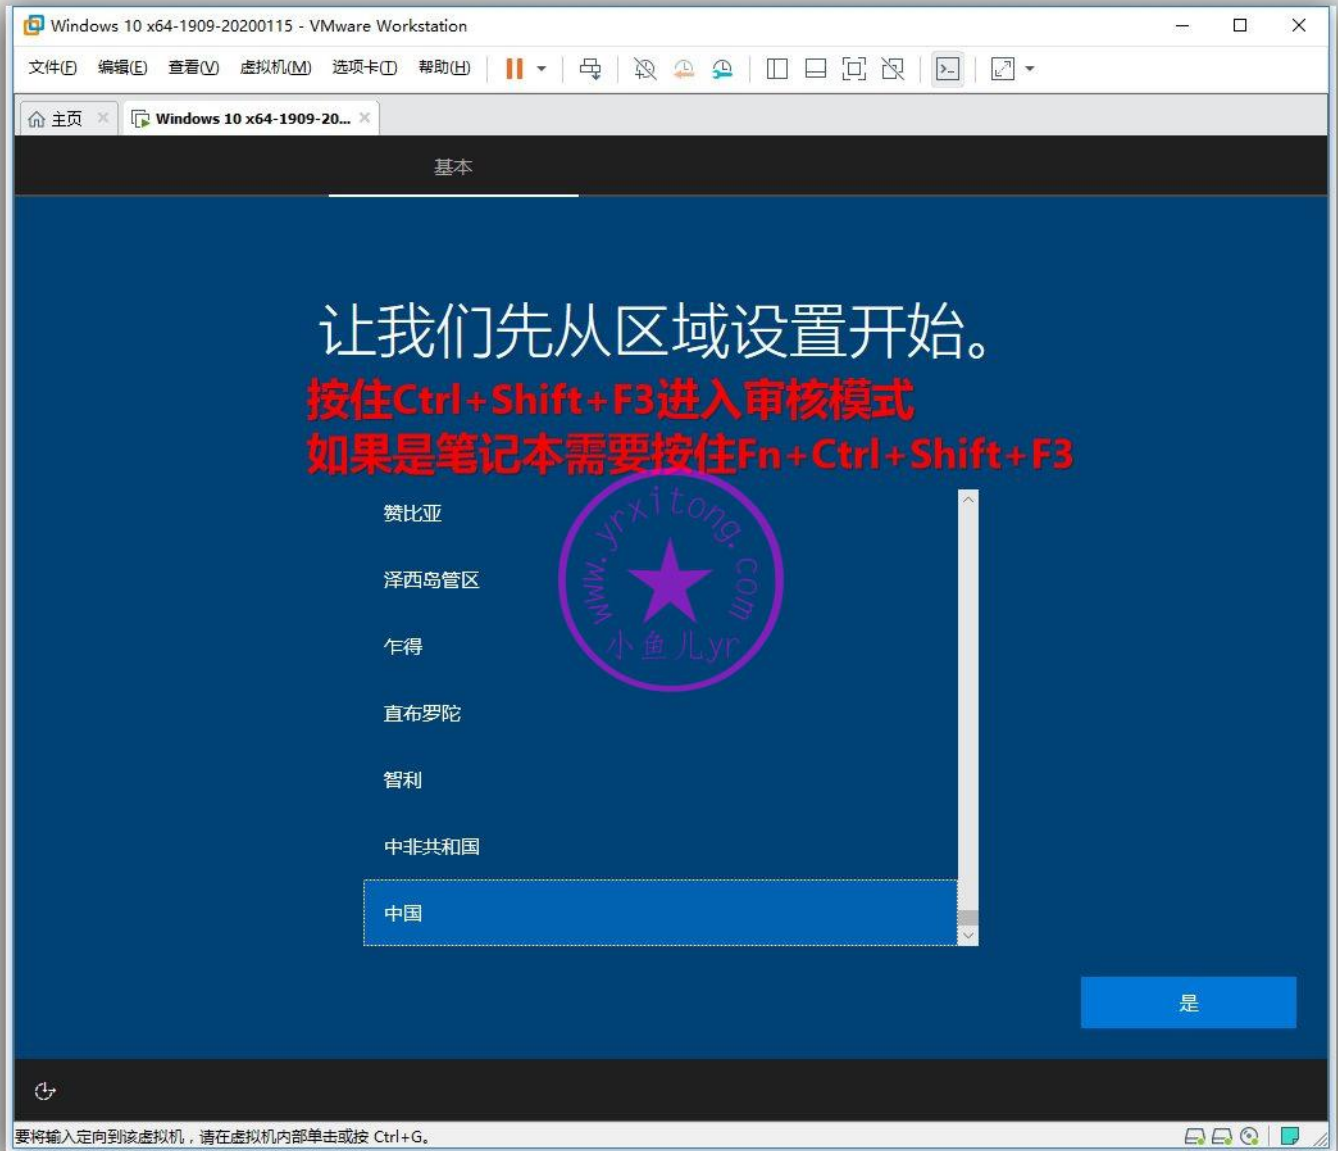 Windows 10 x64-1909-20200115 - VMware Workstation
文件(F) 编辑(E) 查看(V) 虚拟机(M) 选项卡(T) 帮助(H)
主页 Windows 10 x64-1909-20...
基本
让我们先从区域设置开始。
按住Ctrl+Shift+F3进入审核模式
如果是笔记本需要按住Fn+Ctrl+Shift+F3
赞比亚
www.yrxitong.com
泽西岛管区
乍得
小鱼儿yr
直布罗陀
智利
中非共和国
中国
是
要将输入定向到该虚拟机，请在虚拟机内部单击或按 Ctrl+G。